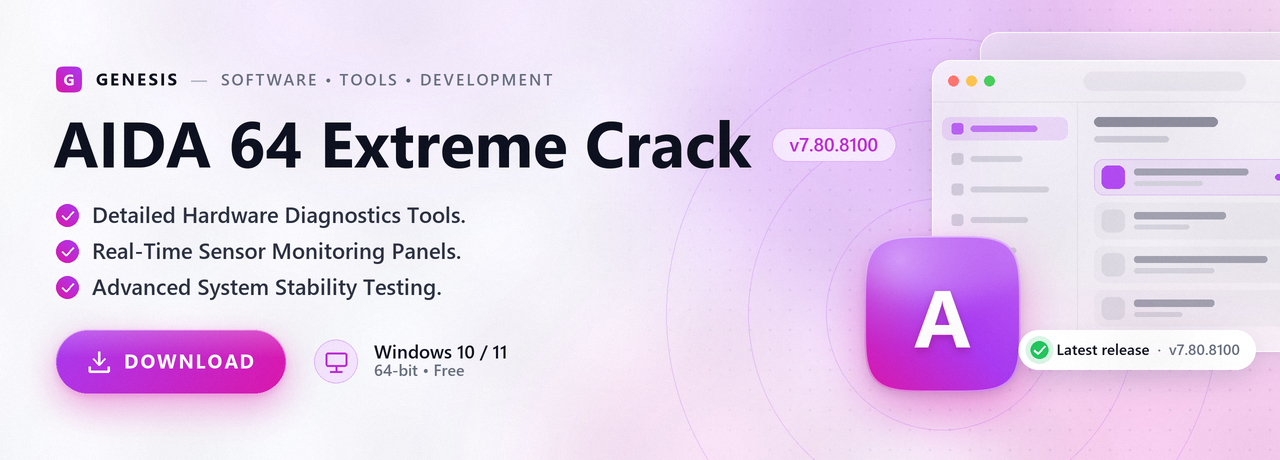 G GENESIS — SOFTWARE • TOOLS • DEVELOPMENT
AIDA 64 Extreme Crack v7.80.8100
Detailed Hardware Diagnostics Tools.
Real-Time Sensor Monitoring Panels.
Advanced System Stability Testing.
DOWNLOAD
Windows 10 / 11
64-bit • Free
A
Latest release · v7.80.8100